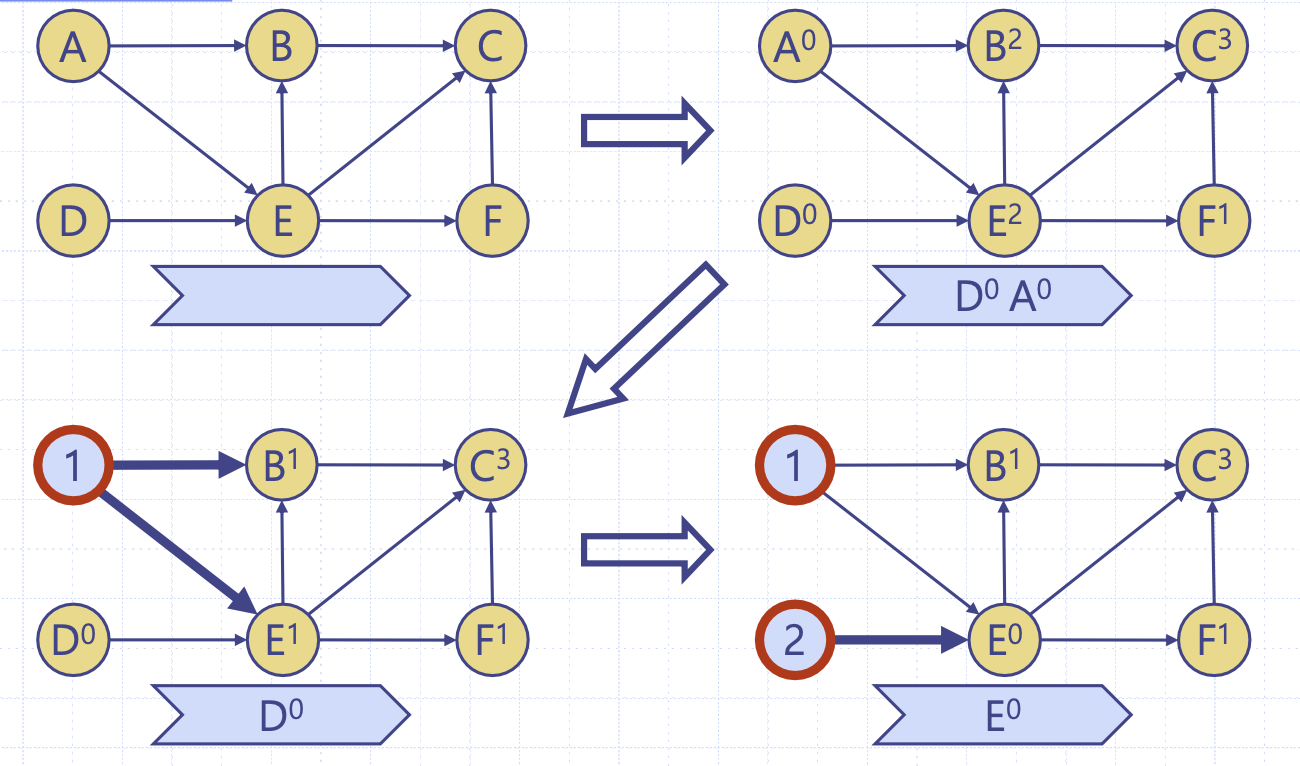 A B C
D E F
A⁰ B² C³
D⁰ E² F¹
D⁰ A⁰
1 B¹ C³
D⁰ E¹ F¹
D⁰
1 B¹ C³
2 E⁰ F¹
E⁰